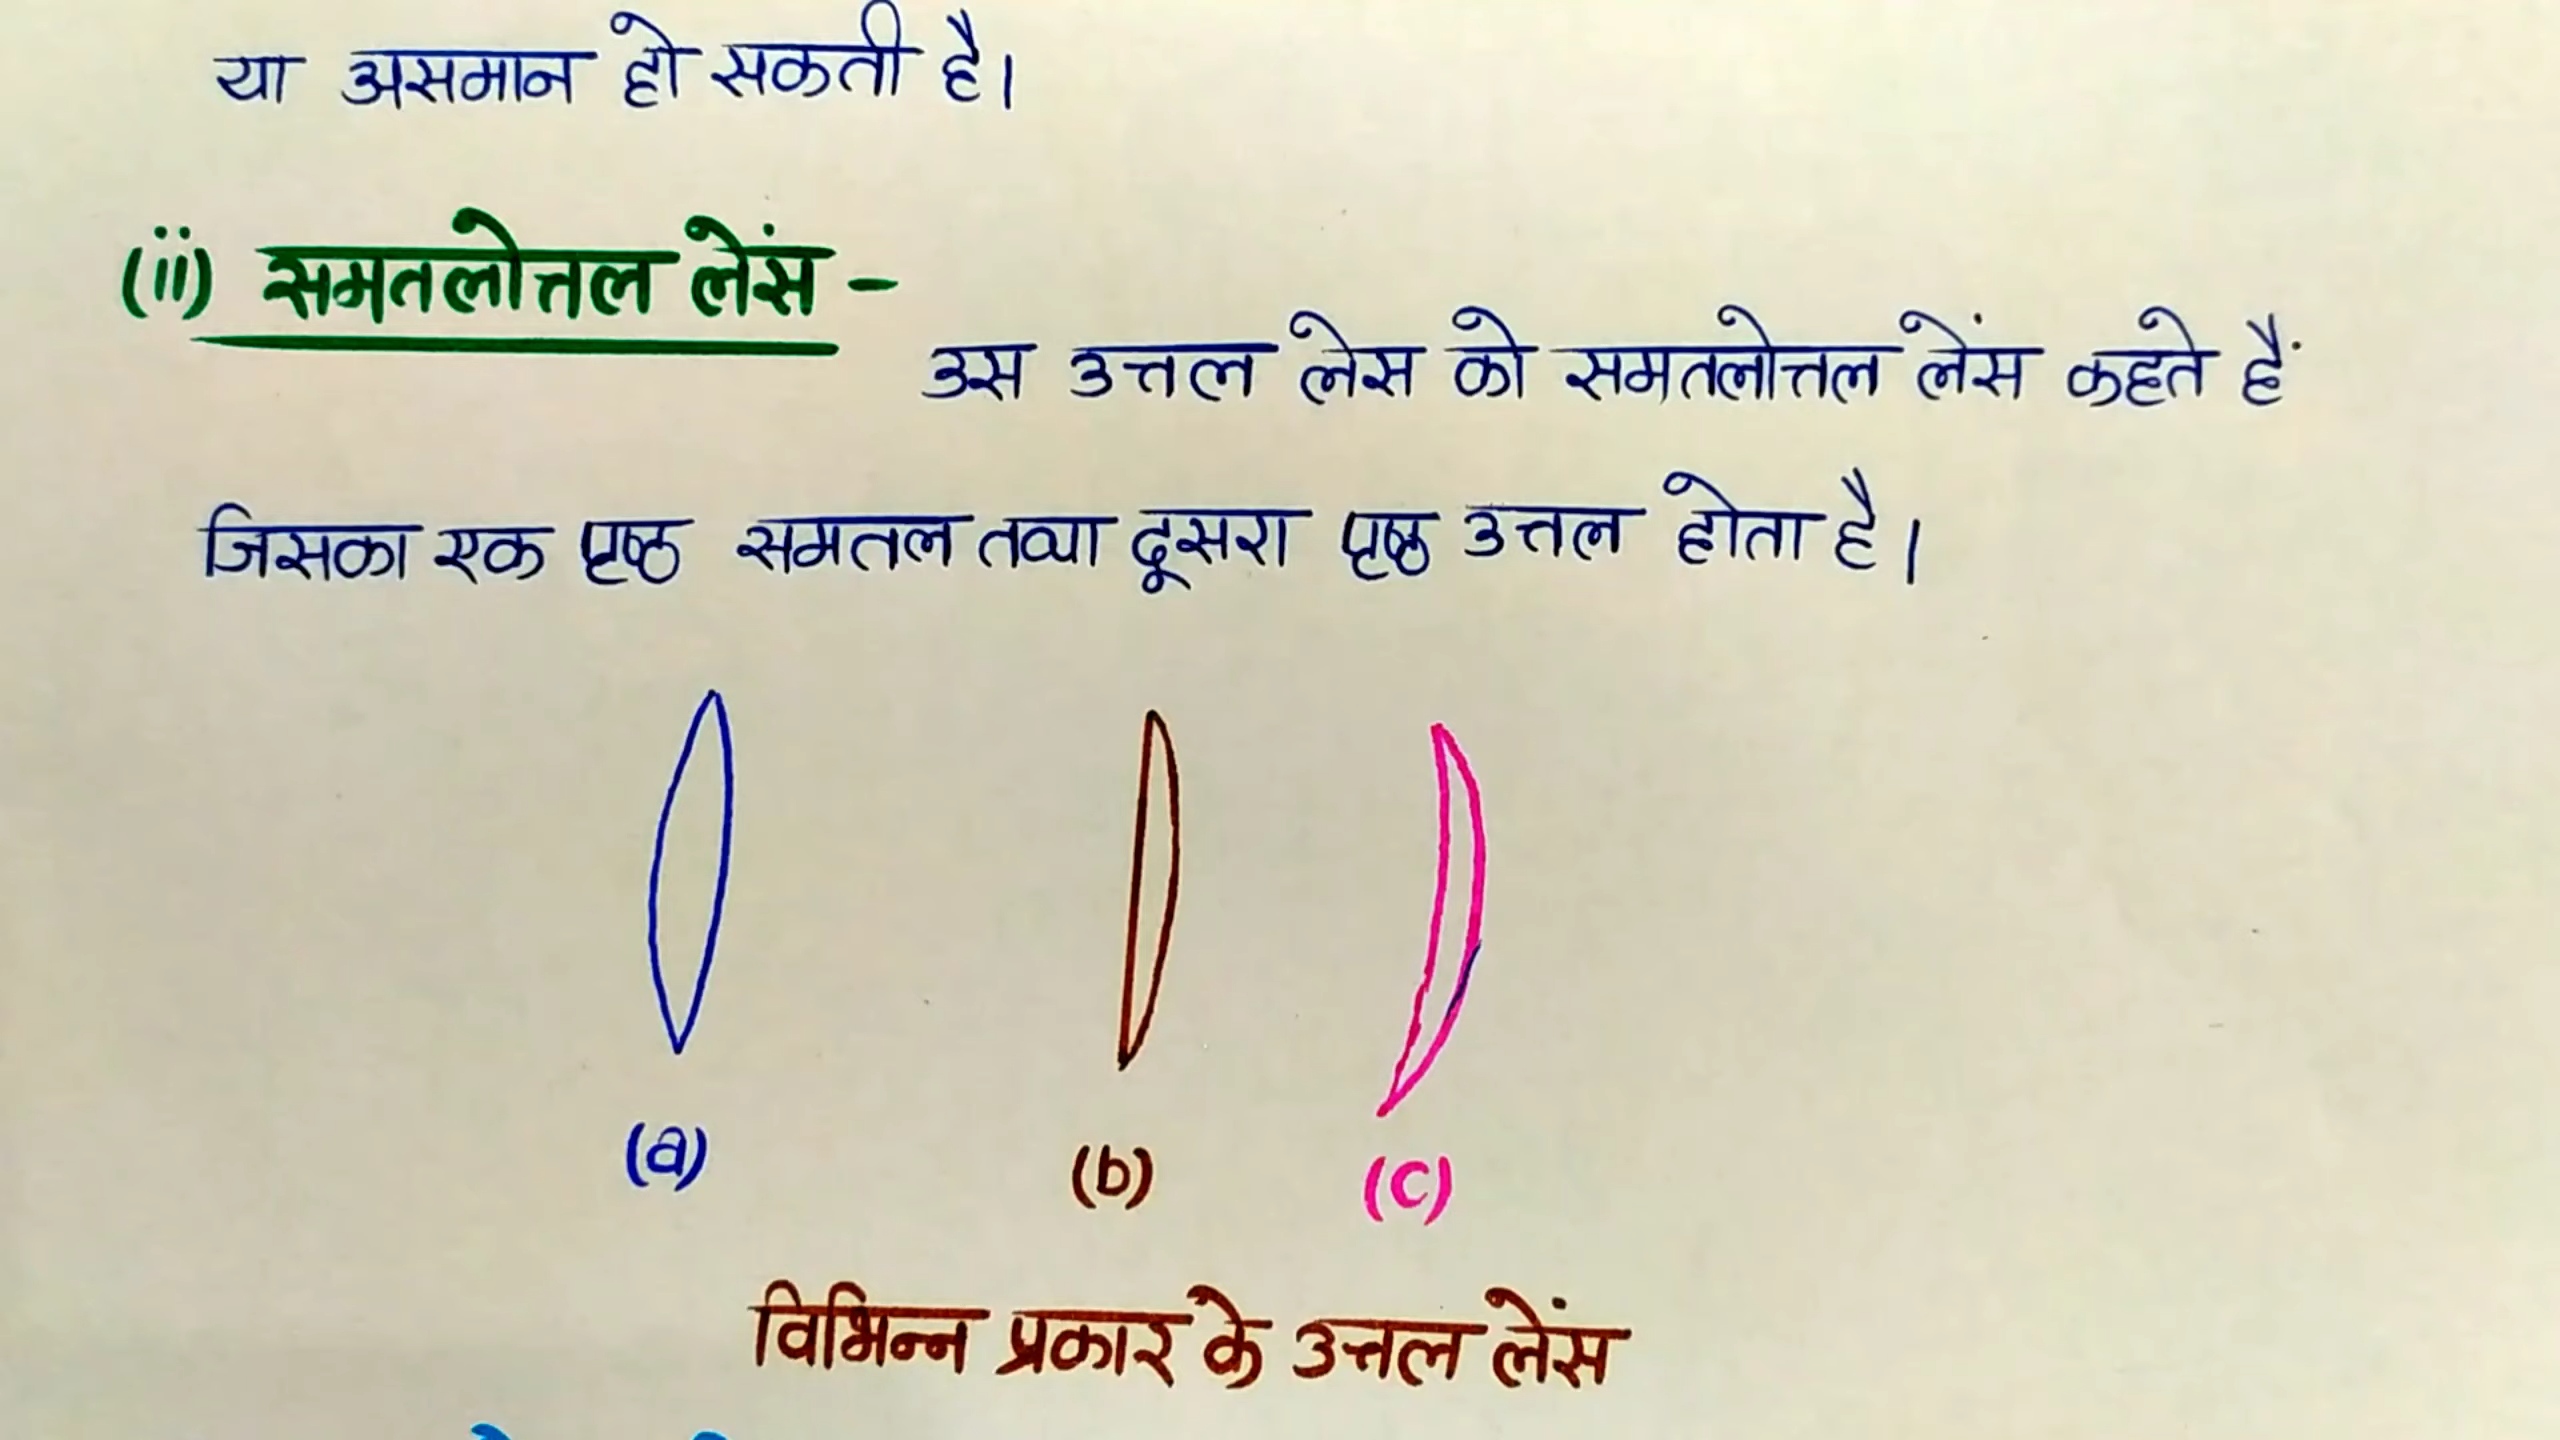 या असमान हो सकती है।
(ii) समतलोत्तल लेंस -
उस उत्तल लेस को समतलोत्तल लेंस कहते हैं
जिसका एक पृष्ठ समतल तथा दूसरा पृष्ठ उत्तल होता है।
(a) (b) (c)
विभिन्न प्रकार के उत्तल लेंस